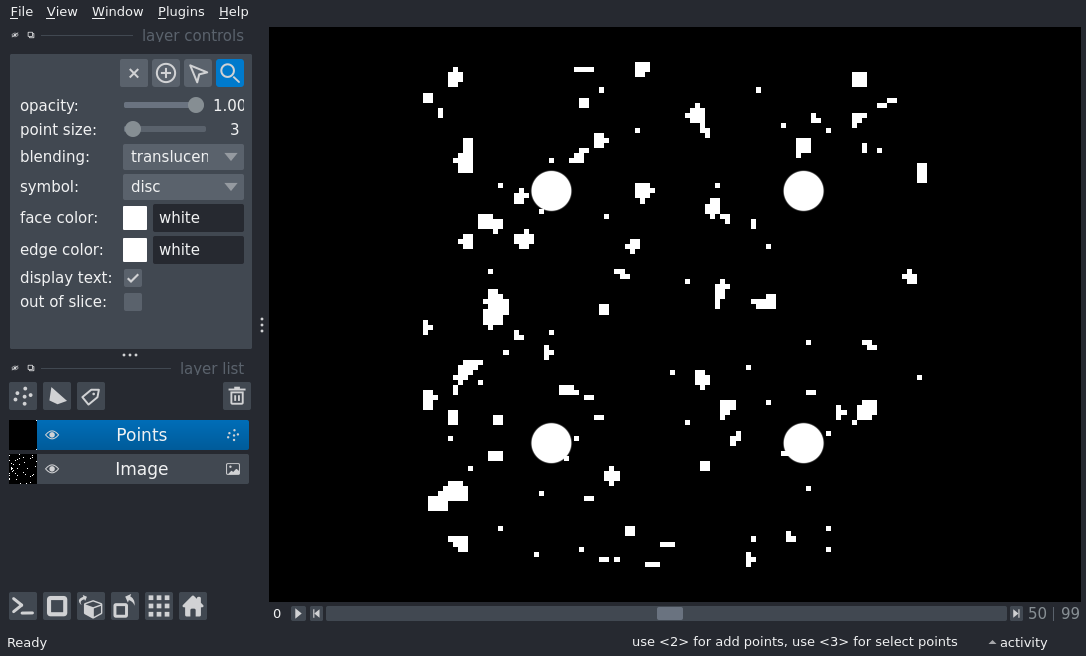 File View Window Plugins Help
layer controls
opacity: 1.00
point size: 3
blending: translucen
symbol: disc
face color: white
edge color: white
display text:
out of slice:
layer list
Points
Image
0 50 | 99
Ready use <2> for add points, use <3> for select points activity